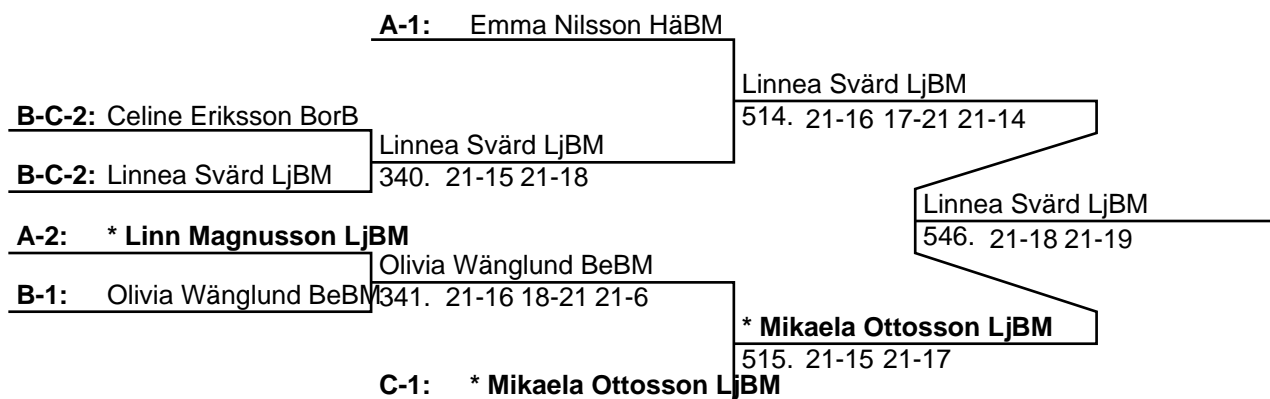 A-1: Emma Nilsson HäBM
Linnea Svärd LjBM
514. 21-16 17-21 21-14
B-C-2: Celine Eriksson BorB
Linnea Svärd LjBM
340. 21-15 21-18
B-C-2: Linnea Svärd LjBM
Linnea Svärd LjBM
546. 21-18 21-19
A-2: * Linn Magnusson LjBM
Olivia Wänglund BeBM
341. 21-16 18-21 21-6
B-1: Olivia Wänglund BeBM
* Mikaela Ottosson LjBM
515. 21-15 21-17
C-1: * Mikaela Ottosson LjBM